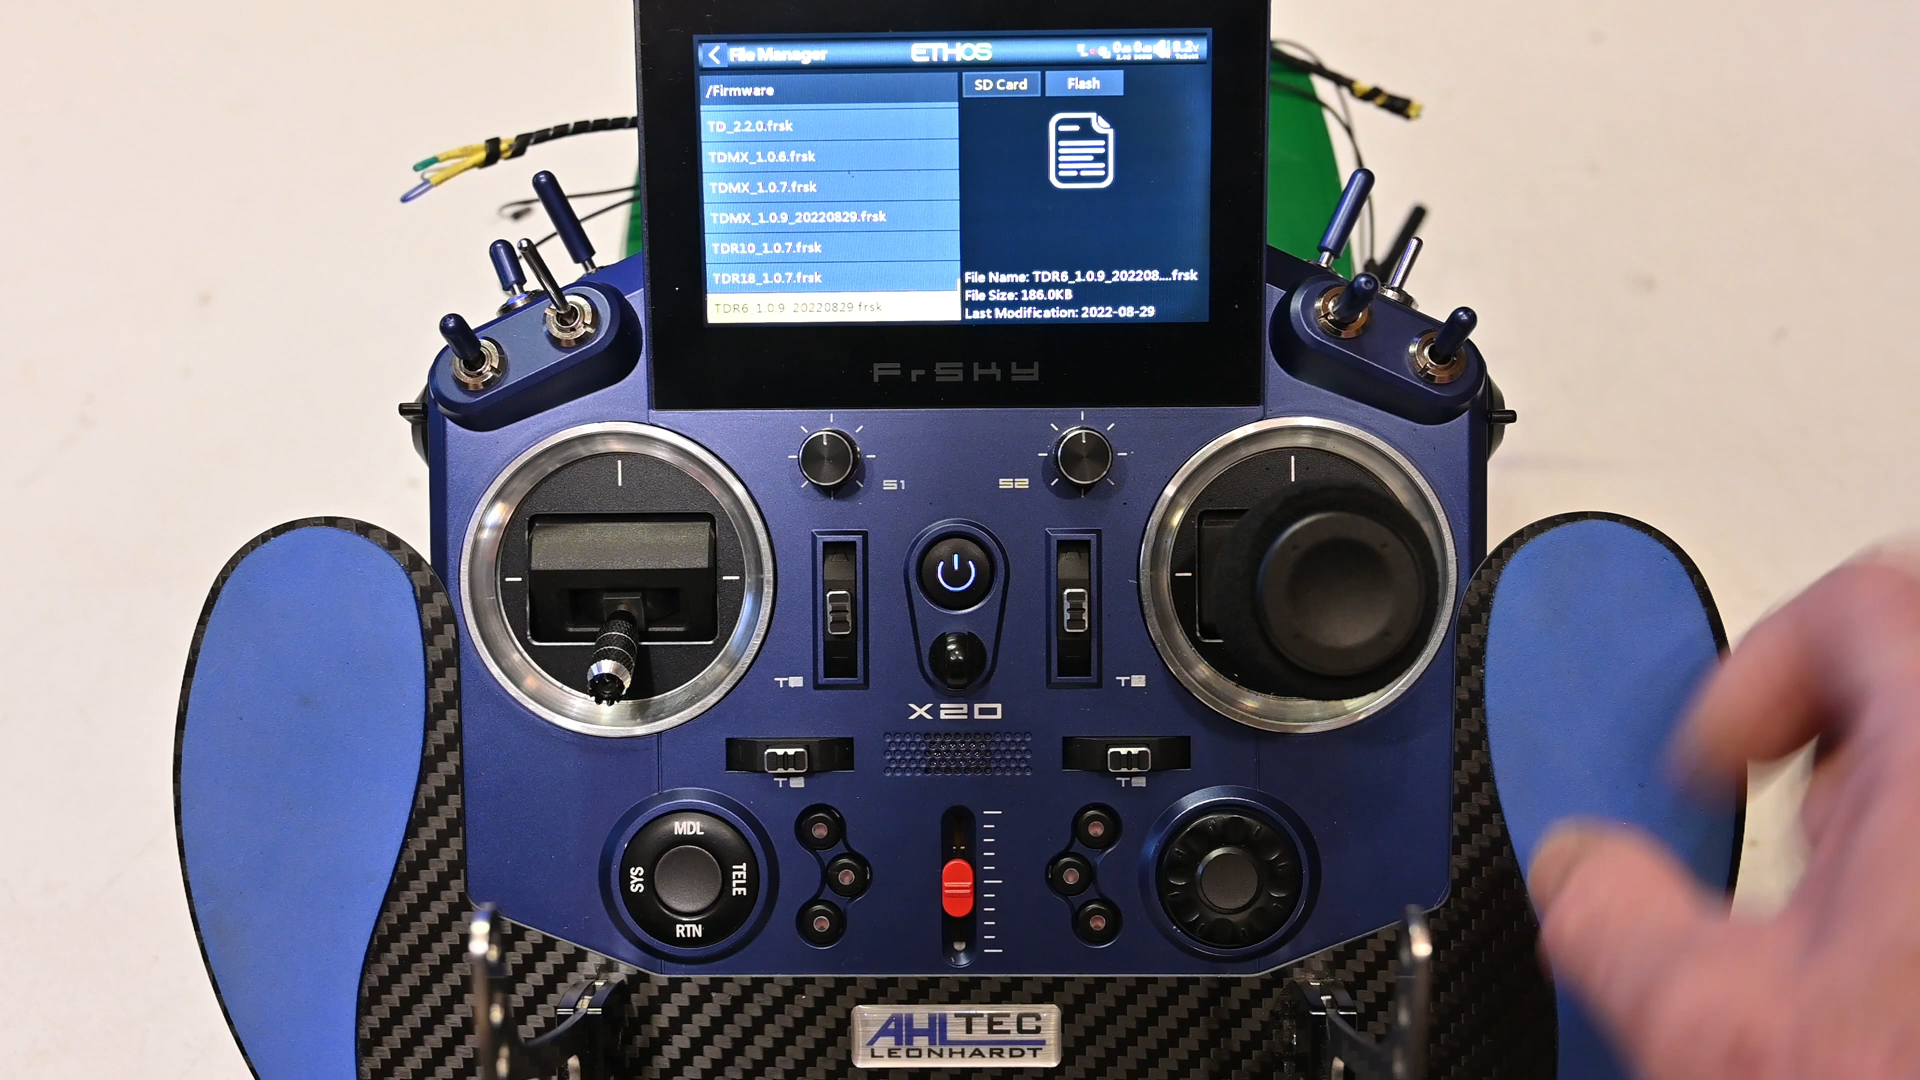 File Manager
ETHOS
8.2V
/Firmware
SD Card
Flash
TD_2.2.0.frsk
TDMX_1.0.6.frsk
TDMX_1.0.7.frsk
TDMX_1.0.9_20220829.frsk
TDR10_1.0.7.frsk
TDR18_1.0.7.frsk
TDR6_1.0.9_20220829.frsk
File Name: TDR6_1.0.9_202208....frsk
File Size: 186.0KB
Last Modification: 2022-08-29
FrSKY
S1
S2
X20
MDL
SYS
TELE
RTN
AHLTEC
LEONHARDT